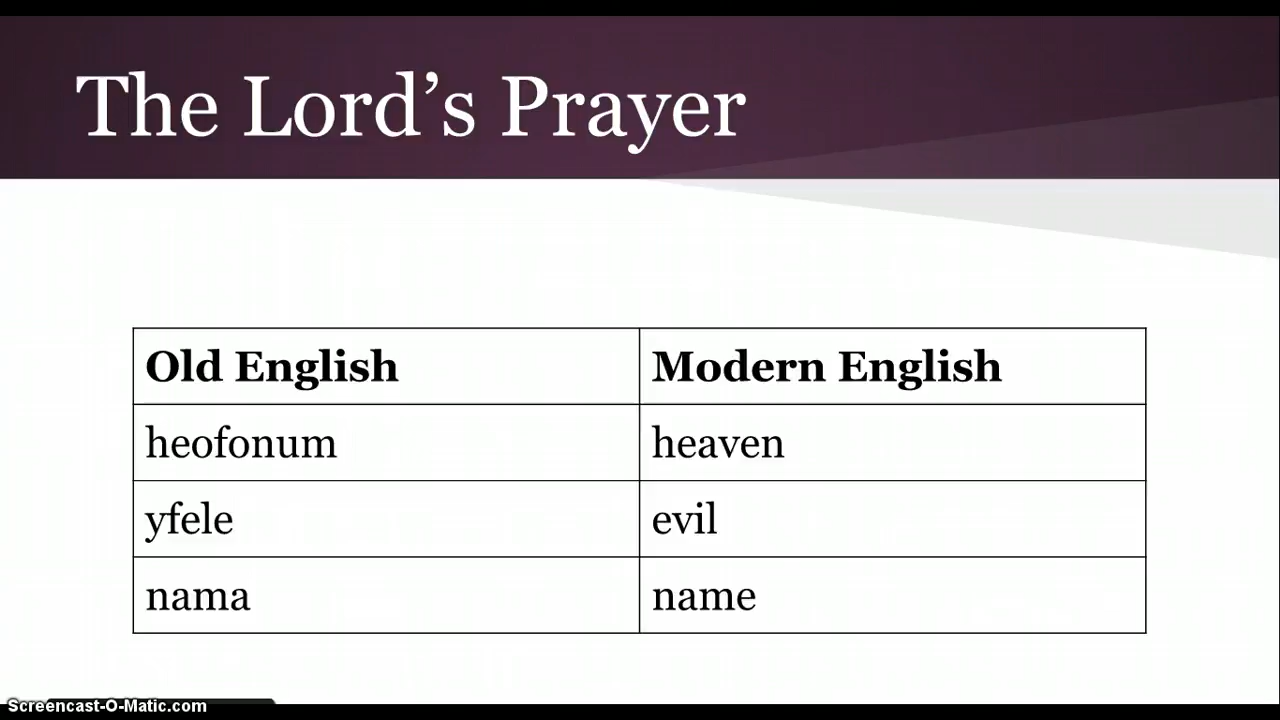 The Lord’s Prayer
Old English Modern English
heofonum heaven
yfele evil
nama name
Screencast-O-Matic.com